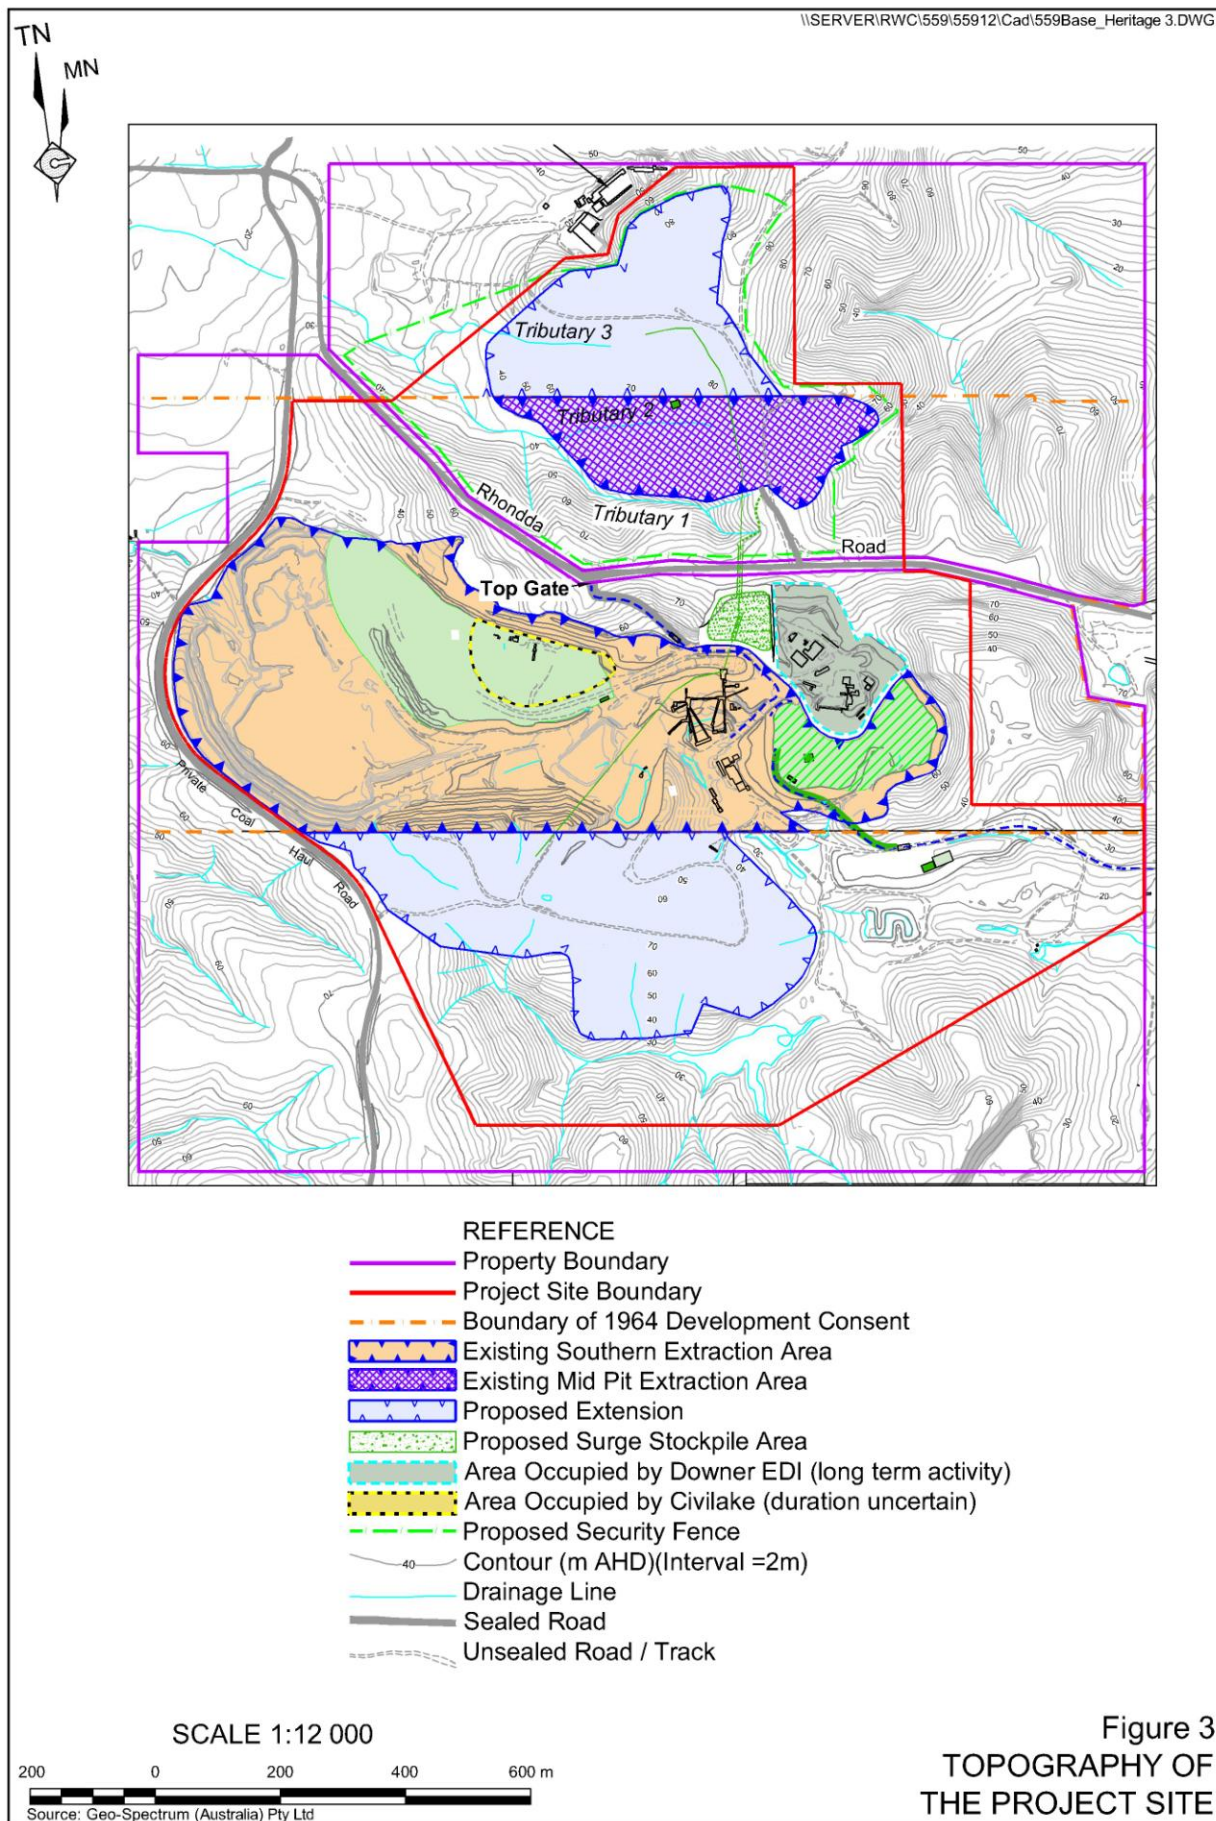 \\SERVER\RWC\559\55912\Cad\559Base_Heritage 3.DWG
TN
MN
Tributary 3
Tributary 2
Tributary 1
Rhondda
Road
Top Gate
Private
Coal
Haul
Road
REFERENCE
Property Boundary
Project Site Boundary
Boundary of 1964 Development Consent
Existing Southern Extraction Area
Existing Mid Pit Extraction Area
Proposed Extension
Proposed Surge Stockpile Area
Area Occupied by Downer EDI (long term activity)
Area Occupied by Civilake (duration uncertain)
Proposed Security Fence
40 Contour (m AHD)(Interval =2m)
Drainage Line
Sealed Road
Unsealed Road / Track
SCALE 1:12 000
200 0 200 400 600 m
Source: Geo-Spectrum (Australia) Pty Ltd
Figure 3
TOPOGRAPHY OF
THE PROJECT SITE